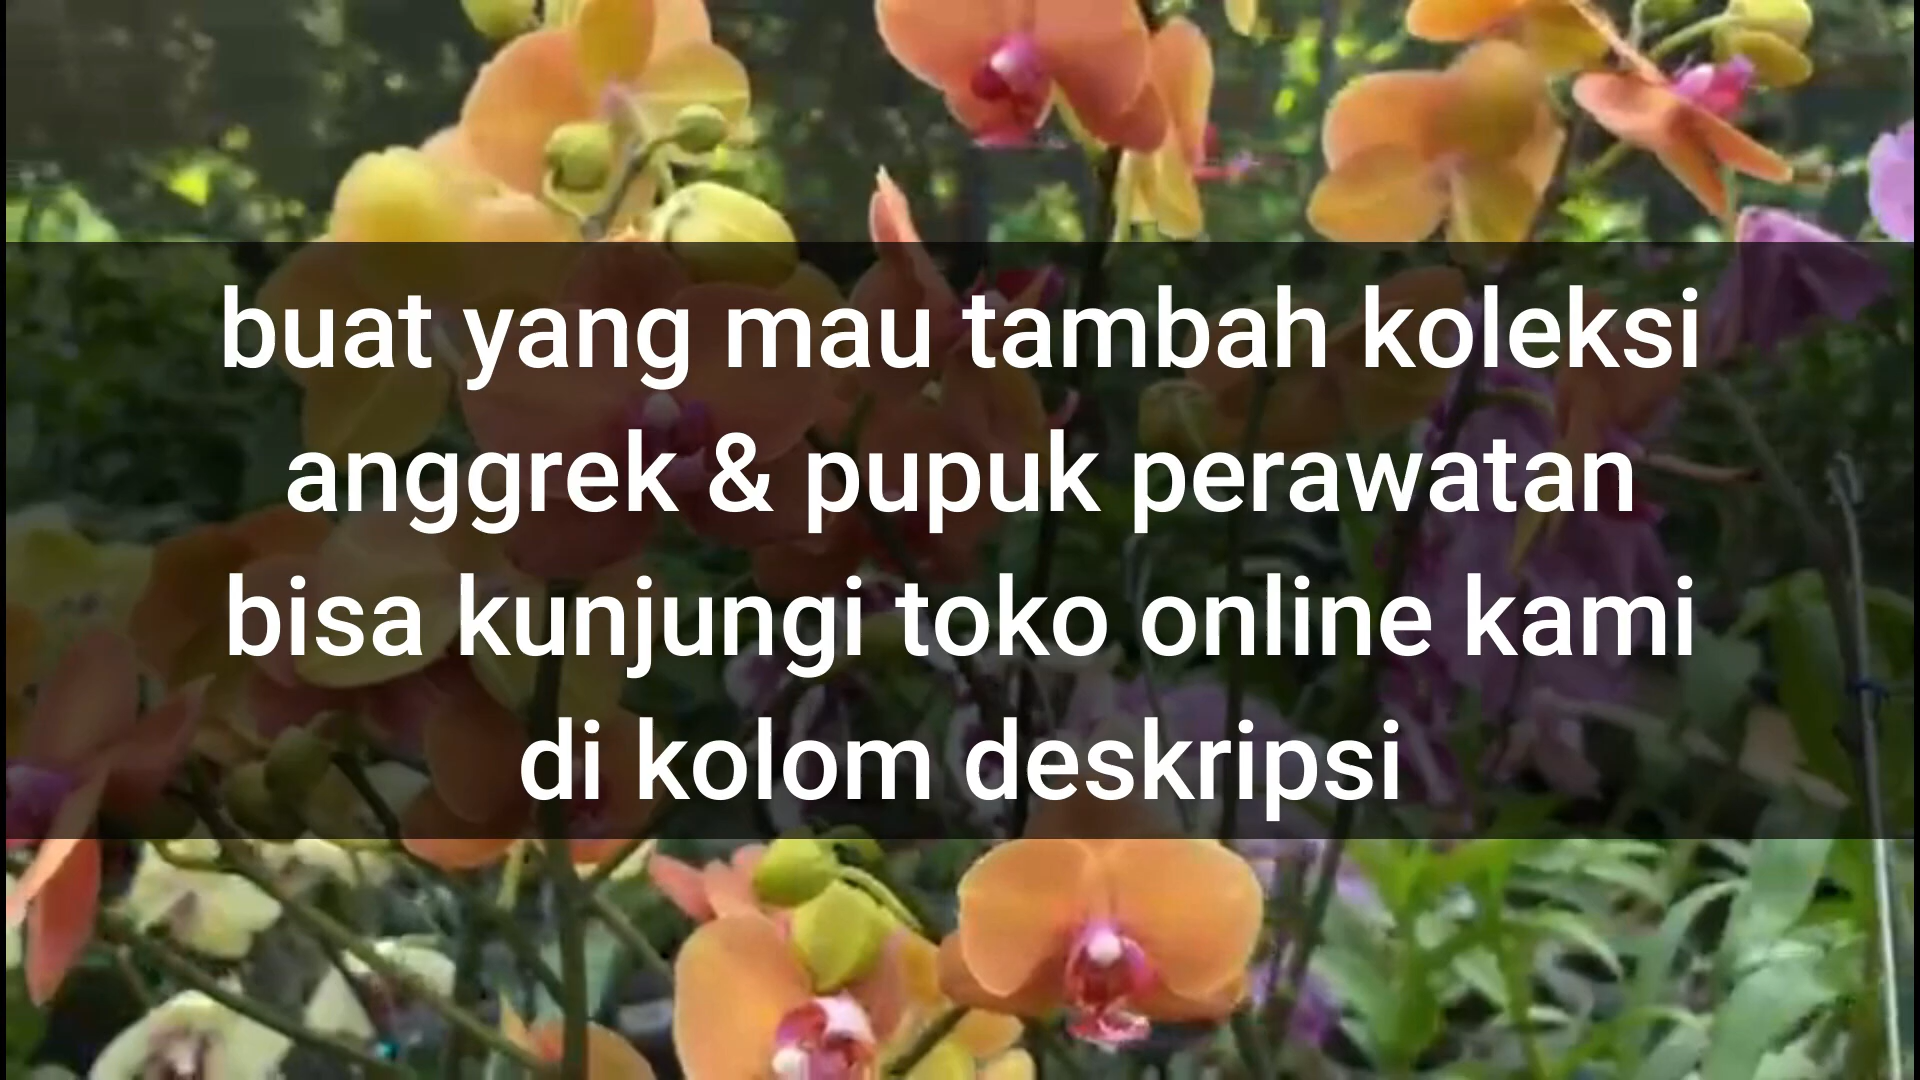 buat yang mau tambah koleksi
anggrek & pupuk perawatan
bisa kunjungi toko online kami
di kolom deskripsi